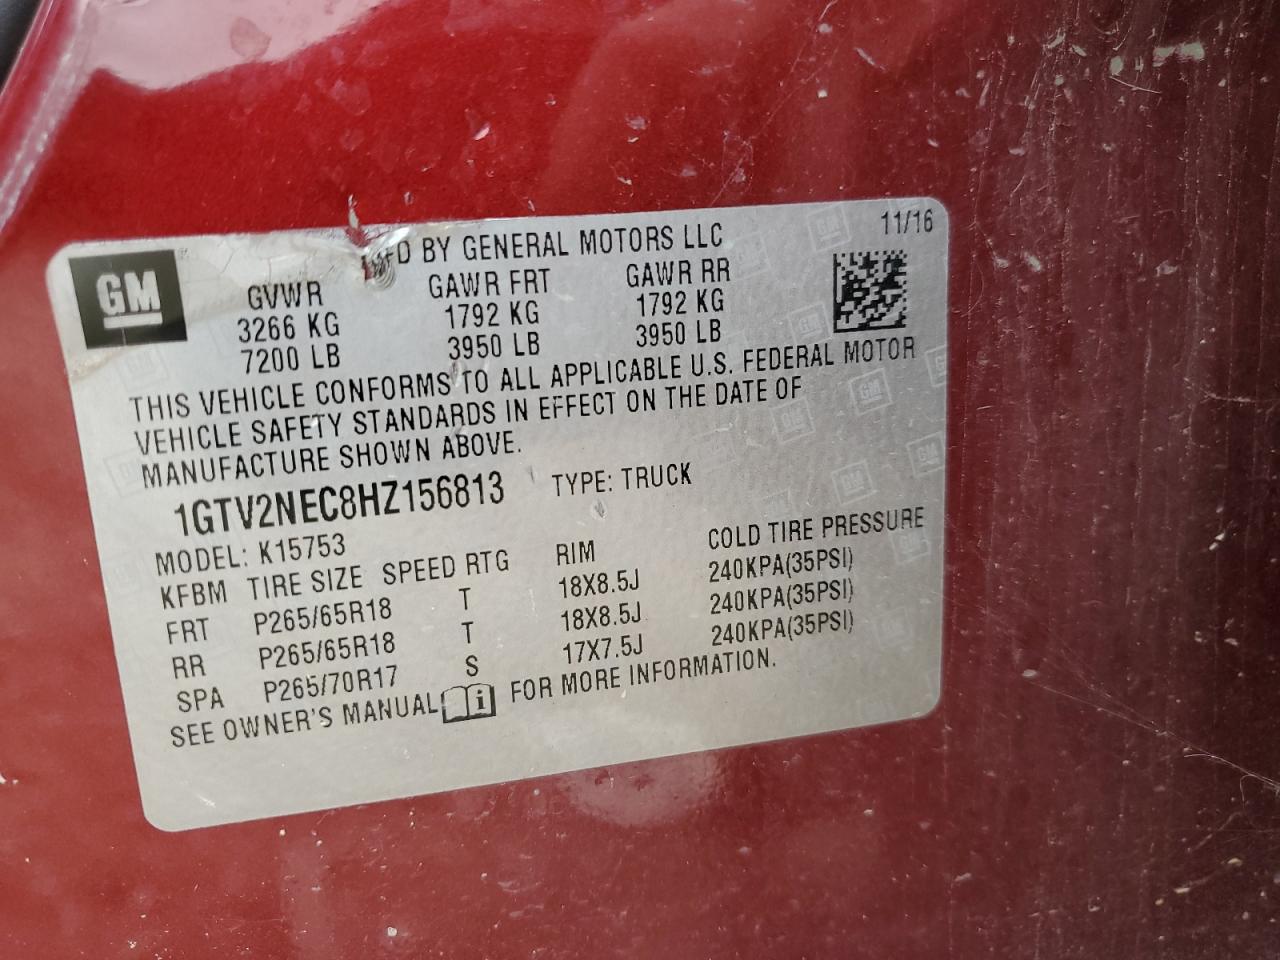 GM
BY GENERAL MOTORS LLC 11/16
GVWR GAWR FRT GAWR RR
3266 KG 1792 KG 1792 KG
7200 LB 3950 LB 3950 LB
THIS VEHICLE CONFORMS TO ALL APPLICABLE U.S. FEDERAL MOTOR
VEHICLE SAFETY STANDARDS IN EFFECT ON THE DATE OF
MANUFACTURE SHOWN ABOVE.
1GTV2NEC8HZ156813 TYPE: TRUCK
MODEL: K15753
KFBM TIRE SIZE SPEED RTG RIM COLD TIRE PRESSURE
FRT P265/65R18 T 18X8.5J 240KPA(35PSI)
RR P265/65R18 T 18X8.5J 240KPA(35PSI)
SPA P265/70R17 S 17X7.5J 240KPA(35PSI)
SEE OWNER'S MANUAL i FOR MORE INFORMATION.